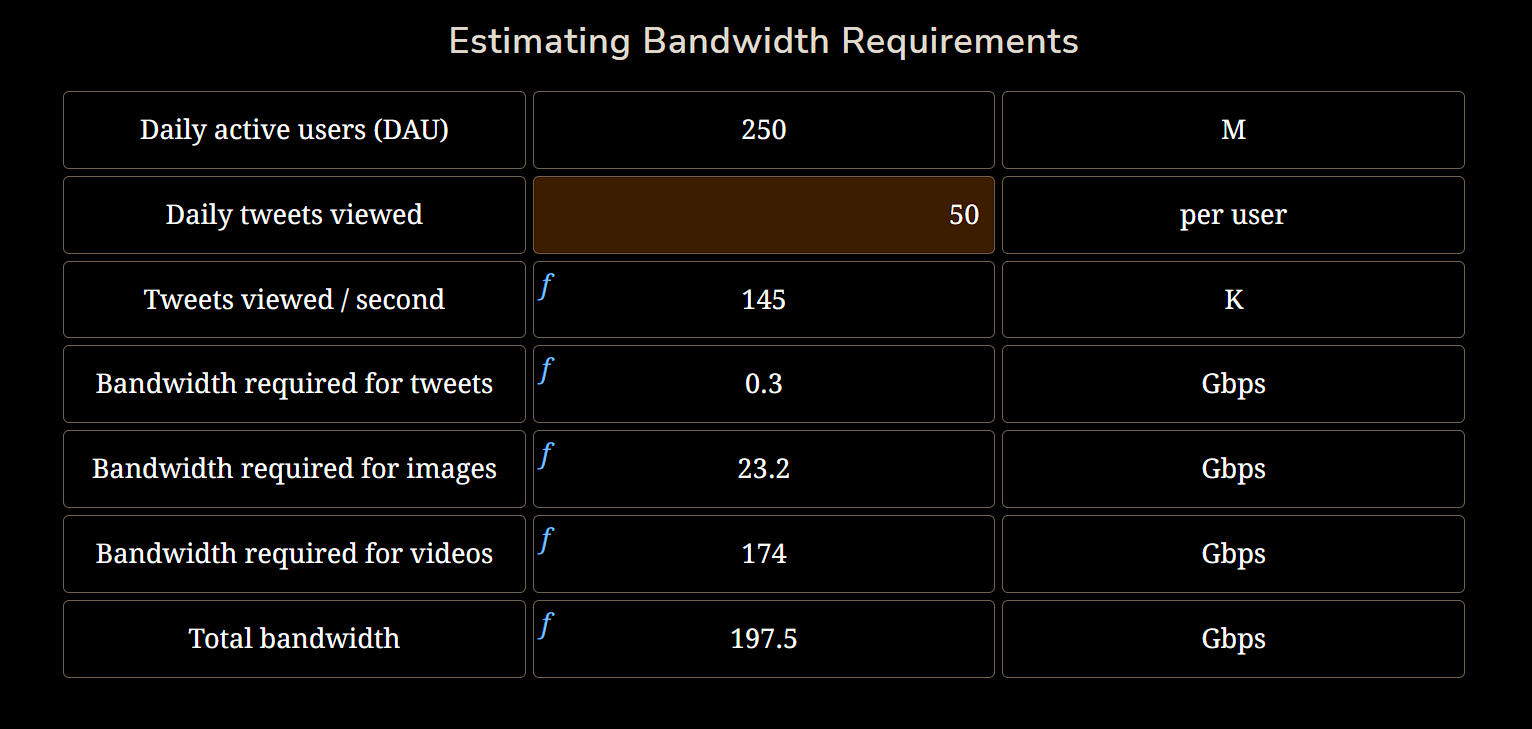 Estimating Bandwidth Requirements
Daily active users (DAU) 250 M
Daily tweets viewed 50 per user
Tweets viewed / second f 145 K
Bandwidth required for tweets f 0.3 Gbps
Bandwidth required for images f 23.2 Gbps
Bandwidth required for videos f 174 Gbps
Total bandwidth f 197.5 Gbps